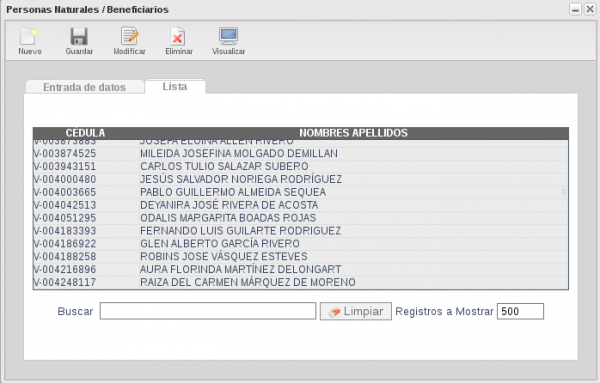 Personas Naturales / Beneficiarios
Nuevo Guardar Modificar Eliminar Visualizar
Entrada de datos Lista
CÉDULA NOMBRES APELLIDOS
V-003873883 JOSEFA ELOINA ALLEN RIVERO
V-003874525 MILEIDA JOSEFINA MOLGADO DEMILLAN
V-003943151 CARLOS TULIO SALAZAR SUBERO
V-004000480 JESÚS SALVADOR NORIEGA RODRÍGUEZ
V-004003665 PABLO GUILLERMO ALMEIDA SEQUEA
V-004042513 DEYANIRA JOSÉ RIVERA DE ACOSTA
V-004051295 ODALIS MARGARITA BOADAS ROJAS
V-004183393 FERNANDO LUIS GUILARTE RODRIGUEZ
V-004186922 GLEN ALBERTO GARCÍA RIVERO
V-004188258 ROBINS JOSE VÁSQUEZ ESTEVES
V-004216896 AURA FLORINDA MARTÍNEZ DELONGART
V-004248117 RAIZA DEL CARMEN MÁRQUEZ DE MORENO
Buscar Limpiar Registros a Mostrar 500